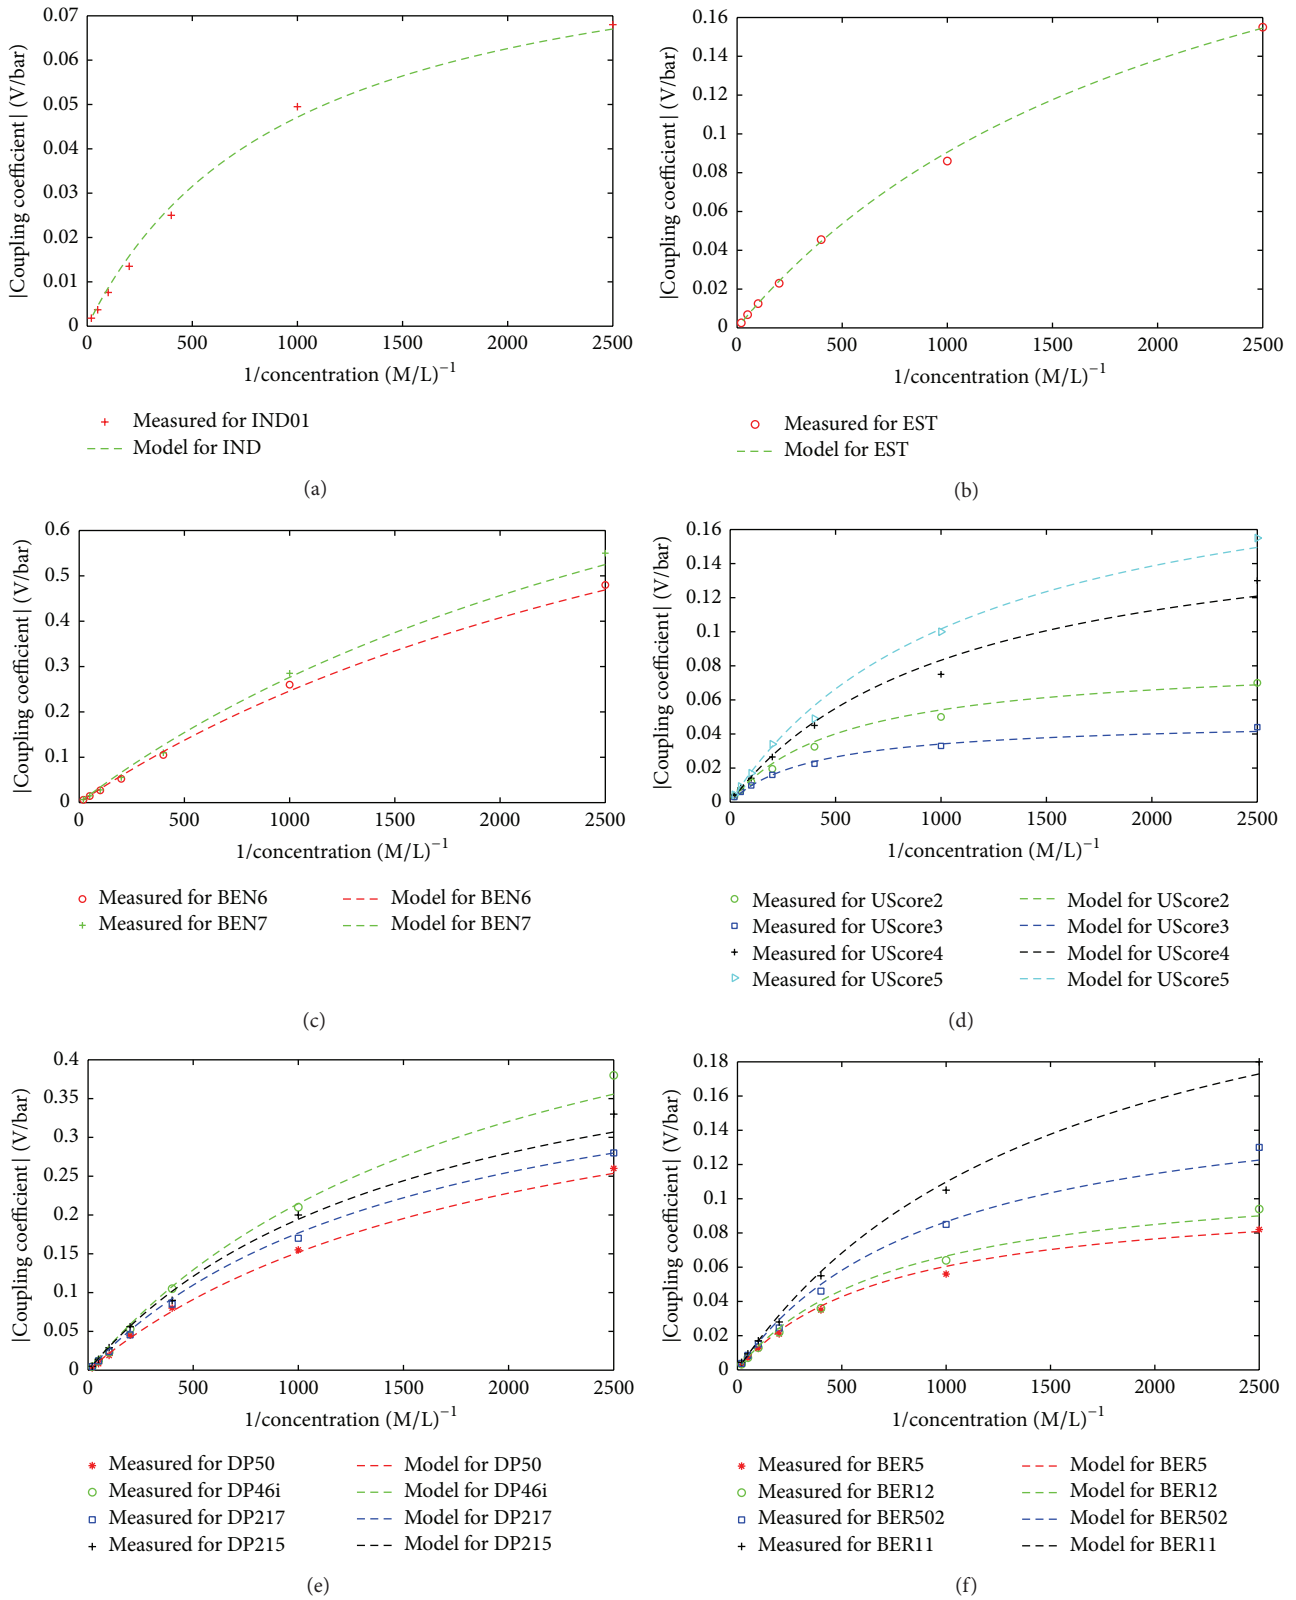 0.07
0.06
0.05
0.04
0.03
0.02
0.01
0
|Coupling coefficient| (V/bar)
0 500 1000 1500 2000 2500
1/concentration (M/L)⁻¹
Measured for IND01
Model for IND
(a)
0.16
0.14
0.12
0.1
0.08
0.06
0.04
0.02
0
|Coupling coefficient| (V/bar)
0 500 1000 1500 2000 2500
1/concentration (M/L)⁻¹
Measured for EST
Model for EST
(b)
0.6
0.5
0.4
0.3
0.2
0.1
0
|Coupling coefficient| (V/bar)
0 500 1000 1500 2000 2500
1/concentration (M/L)⁻¹
Measured for BEN6 Model for BEN6
Measured for BEN7 Model for BEN7
(c)
0.16
0.14
0.12
0.1
0.08
0.06
0.04
0.02
0
|Coupling coefficient| (V/bar)
0 500 1000 1500 2000 2500
1/concentration (M/L)⁻¹
Measured for UScore2 Model for UScore2
Measured for UScore3 Model for UScore3
Measured for UScore4 Model for UScore4
Measured for UScore5 Model for UScore5
(d)
0.4
0.35
0.3
0.25
0.2
0.15
0.1
0.05
0
|Coupling coefficient| (V/bar)
0 500 1000 1500 2000 2500
1/concentration (M/L)⁻¹
Measured for DP50 Model for DP50
Measured for DP46i Model for DP46i
Measured for DP217 Model for DP217
Measured for DP215 Model for DP215
(e)
0.18
0.16
0.14
0.12
0.1
0.08
0.06
0.04
0.02
0
|Coupling coefficient| (V/bar)
0 500 1000 1500 2000 2500
1/concentration (M/L)⁻¹
Measured for BER5 Model for BER5
Measured for BER12 Model for BER12
Measured for BER502 Model for BER502
Measured for BER11 Model for BER11
(f)